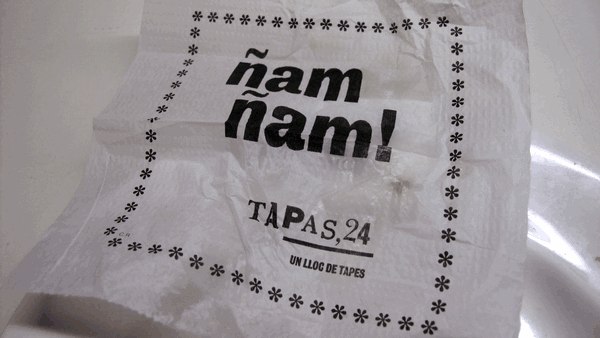 ñam
ñam!
TAPAS,24
UN LLOC DE TAPES